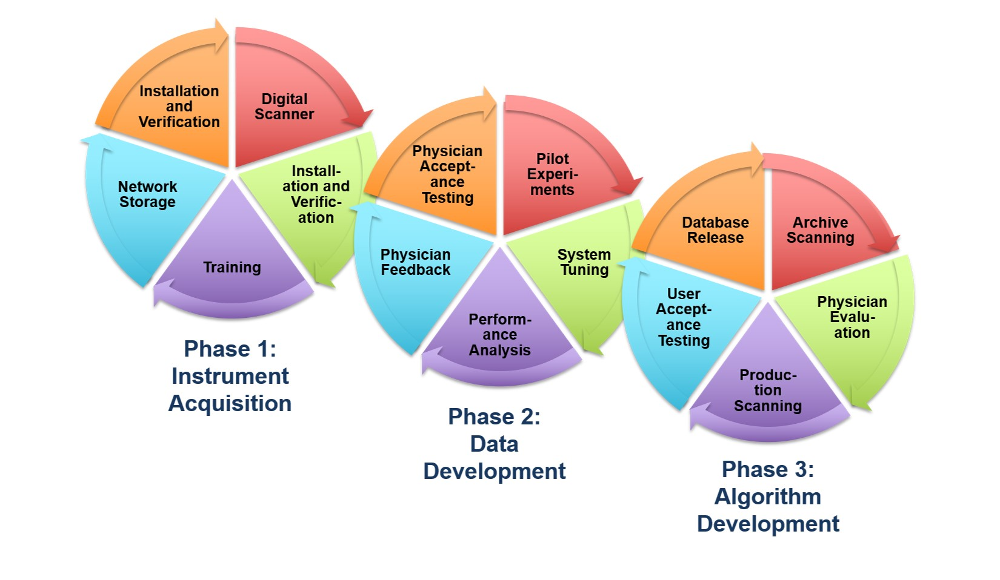 Installation
and
Verification
Digital
Scanner
Install-
ation and
Verific-
ation
Training
Network
Storage
Phase 1:
Instrument
Acquisition
Physician
Accept-
ance
Testing
Pilot
Experi-
ments
System
Tuning
Perform-
ance
Analysis
Physician
Feedback
Phase 2:
Data
Development
Database
Release
Archive
Scanning
Physician
Evalu-
ation
Produc-
tion
Scanning
User
Accept-
ance
Testing
Phase 3:
Algorithm
Development